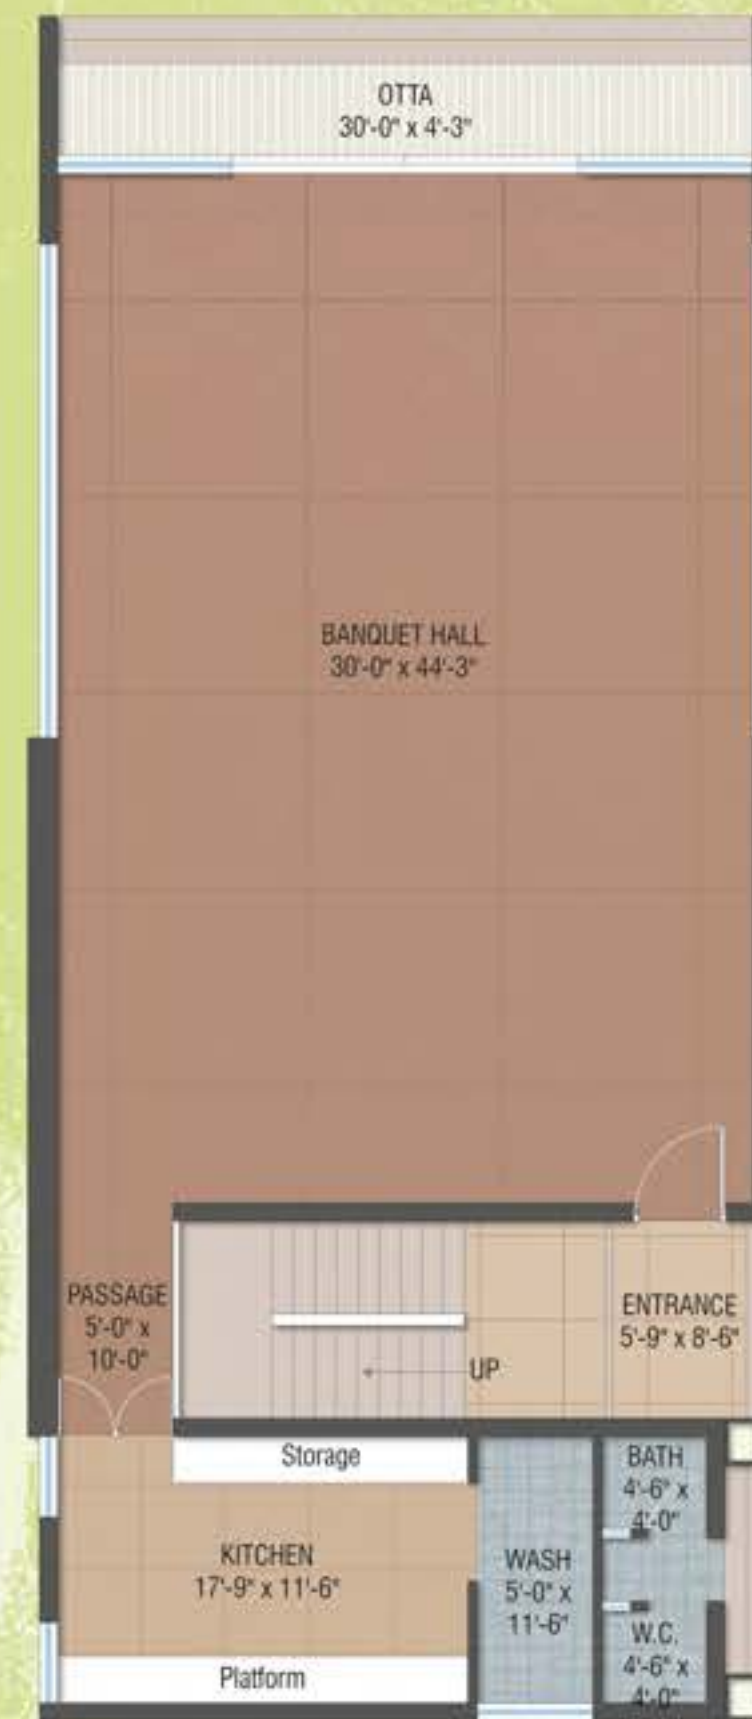 OTTA
30'-0" x 4'-3"
BANQUET HALL
30'-0" x 44'-3"
PASSAGE
5'-0" x
10'-0"
ENTRANCE
5'-9" x 8'-6"
UP
Storage
KITCHEN
17'-9" x 11'-6"
Platform
WASH
5'-0" x
11'-6"
BATH
4'-6" x
4'-0"
W.C.
4'-6" x
4'-0"